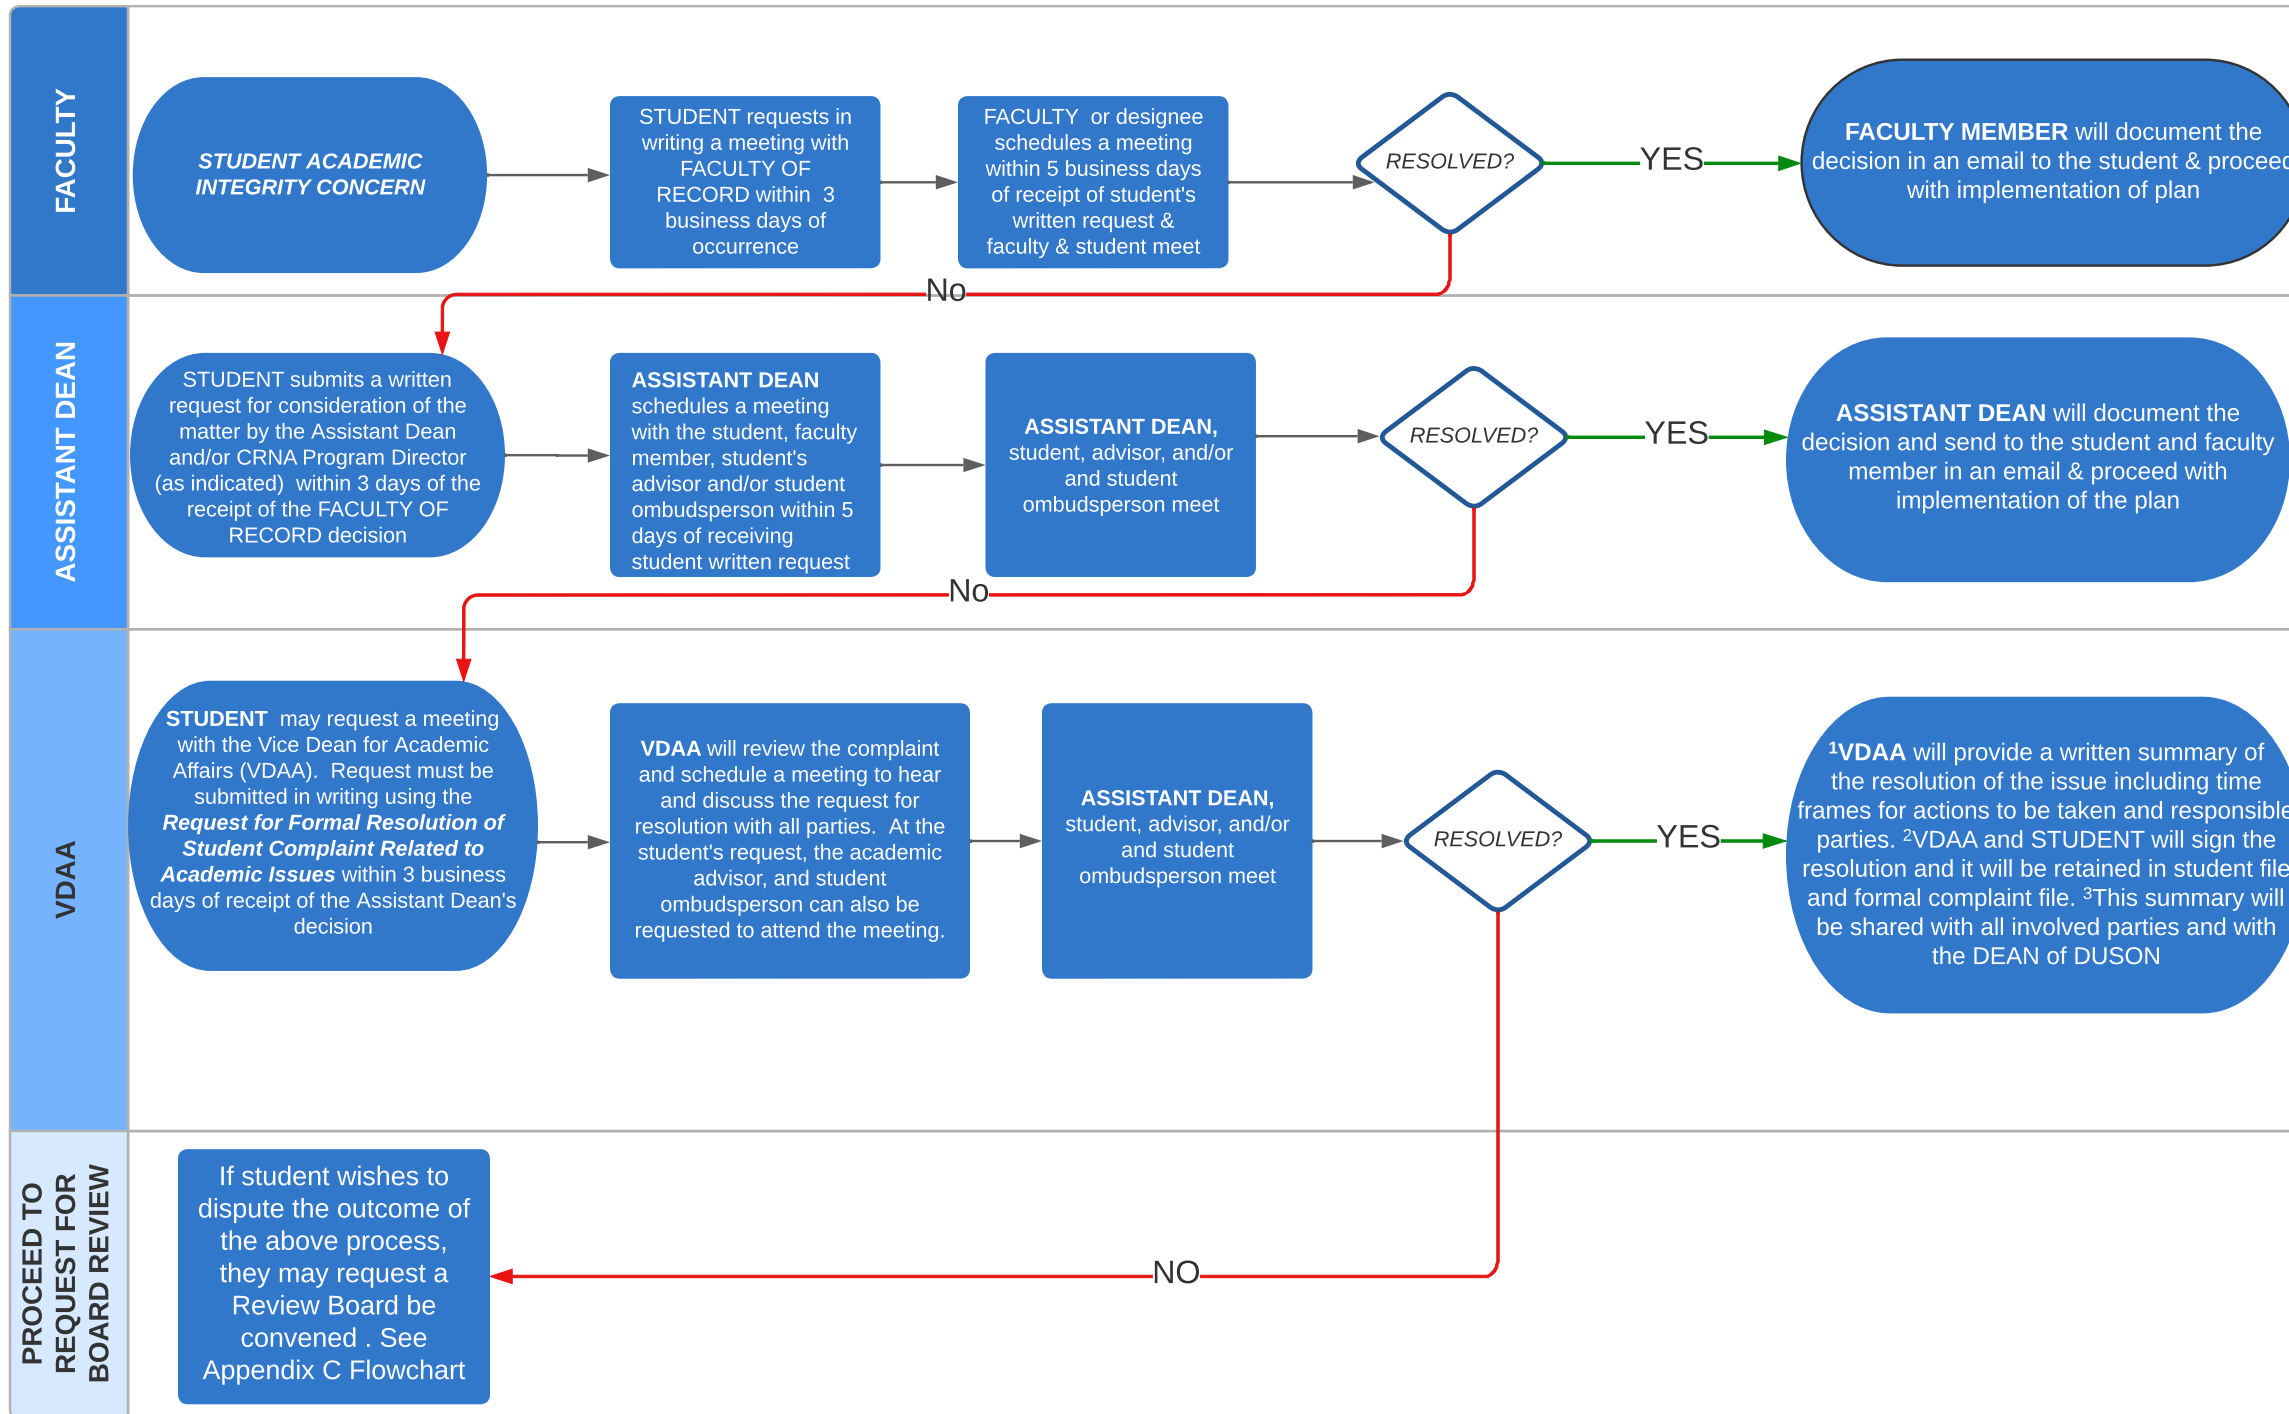 FACULTY
STUDENT ACADEMIC
INTEGRITY CONCERN
STUDENT requests in
writing a meeting with
FACULTY OF
RECORD within  3
business days of
occurrence
FACULTY  or designee
schedules a meeting
within 5 business days
of receipt of student's
written request &
faculty & student meet
RESOLVED?
YES
FACULTY MEMBER will document the
decision in an email to the student & proceed
with implementation of plan
No
ASSISTANT DEAN
STUDENT submits a written
request for consideration of the
matter by the Assistant Dean
and/or CRNA Program Director
(as indicated)  within 3 days of the
receipt of the FACULTY OF
RECORD decision
ASSISTANT DEAN
schedules a meeting
with the student, faculty
member, student's
advisor and/or student
ombudsperson within 5
days of receiving
student written request
ASSISTANT DEAN,
student, advisor, and/or
and student
ombudsperson meet
RESOLVED?
YES
ASSISTANT DEAN will document the
decision and send to the student and faculty
member in an email & proceed with
implementation of the plan
No
VDAA
STUDENT  may request a meeting
with the Vice Dean for Academic
Affairs (VDAA).  Request must be
submitted in writing using the
Request for Formal Resolution of
Student Complaint Related to
Academic Issues within 3 business
days of receipt of the Assistant Dean's
decision
VDAA will review the complaint
and schedule a meeting to hear
and discuss the request for
resolution with all parties.  At the
student's request, the academic
advisor, and student
ombudsperson can also be
requested to attend the meeting.
ASSISTANT DEAN,
student, advisor, and/or
and student
ombudsperson meet
RESOLVED?
YES
¹VDAA will provide a written summary of
the resolution of the issue including time
frames for actions to be taken and responsible
parties. ²VDAA and STUDENT will sign the
resolution and it will be retained in student file
and formal complaint file. ³This summary will
be shared with all involved parties and with
the DEAN of DUSON
PROCEED TO
REQUEST FOR
BOARD REVIEW
If student wishes to
dispute the outcome of
the above process,
they may request a
Review Board be
convened . See
Appendix C Flowchart
NO